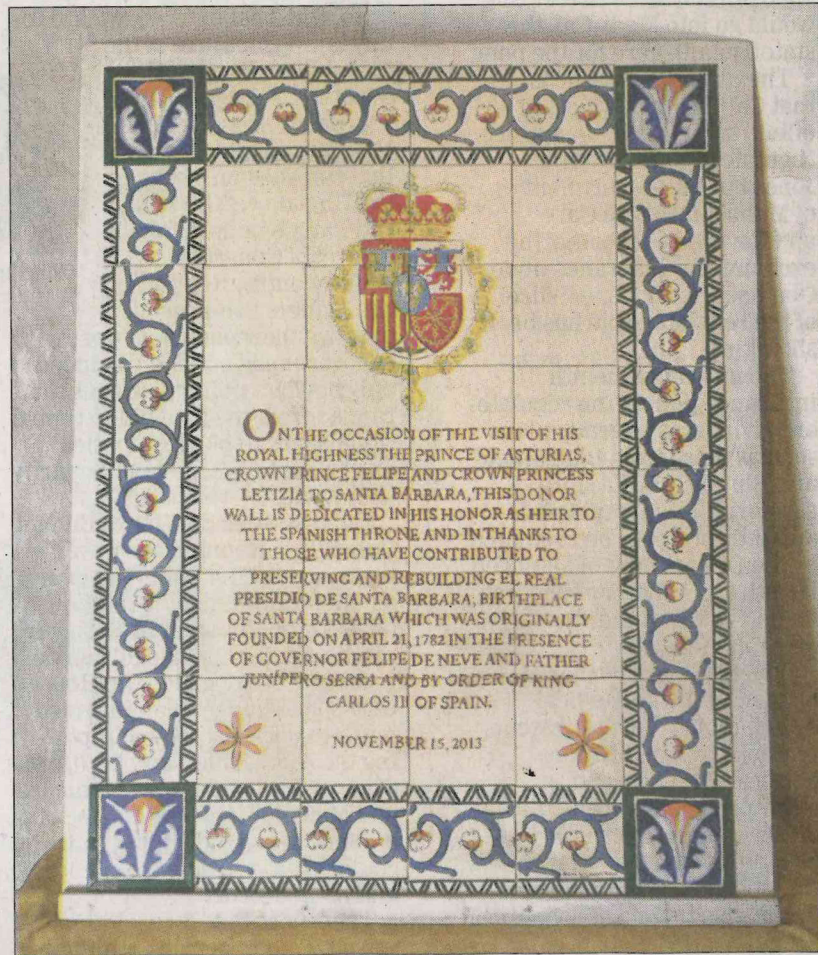 ON THE OCCASION OF THE VISIT OF HIS
ROYAL HIGHNESS THE PRINCE OF ASTURIAS,
CROWN PRINCE FELIPE AND CROWN PRINCESS
LETIZIA TO SANTA BARBARA, THIS DONOR
WALL IS DEDICATED IN HIS HONOR AS HEIR TO
THE SPANISH THRONE AND IN THANKS TO
THOSE WHO HAVE CONTRIBUTED TO
PRESERVING AND REBUILDING EL REAL
PRESIDIO DE SANTA BARBARA, BIRTHPLACE
OF SANTA BARBARA WHICH WAS ORIGINALLY
FOUNDED ON APRIL 21, 1782 IN THE PRESENCE
OF GOVERNOR FELIPE DE NEVE AND FATHER
JUNÍPERO SERRA AND BY ORDER OF KING
CARLOS III OF SPAIN.
NOVEMBER 15, 2013